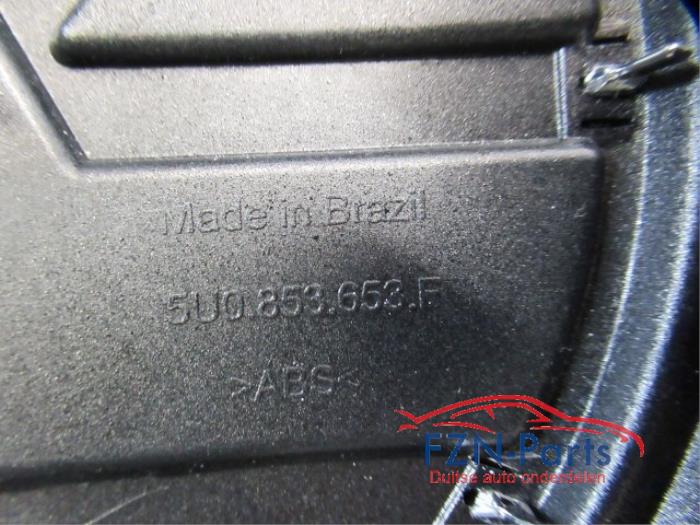 Made in Brazil
5U0.853.653.F
>ABS<
FZN-Parts
Duitse auto onderdelen